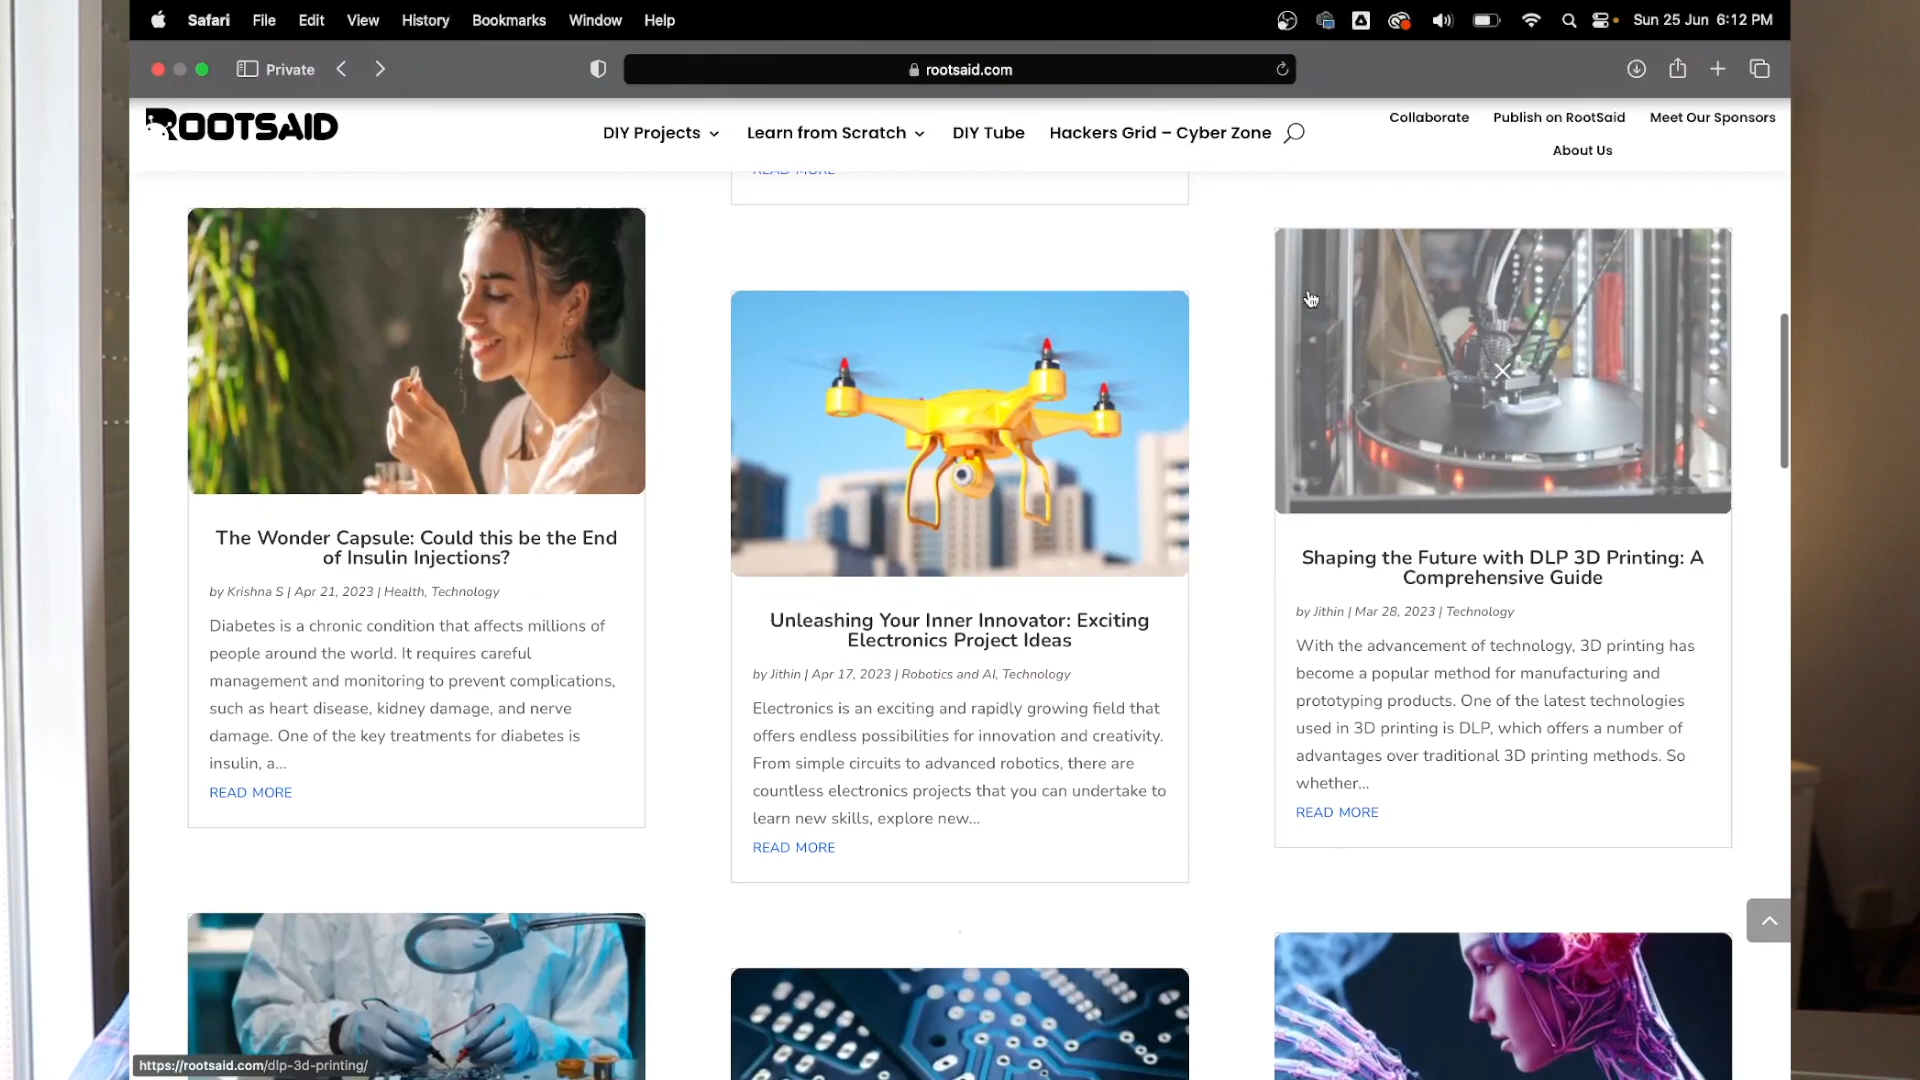 Safari File Edit View History Bookmarks Window Help
Sun 25 Jun 6:12 PM
Private
rootsaid.com
ROOTSAID
DIY Projects
Learn from Scratch
DIY Tube
Hackers Grid – Cyber Zone
Collaborate
Publish on RootSaid
Meet Our Sponsors
About Us
READ MORE
The Wonder Capsule: Could this be the End
of Insulin Injections?
by Krishna S | Apr 21, 2023 | Health, Technology
Diabetes is a chronic condition that affects millions of
people around the world. It requires careful
management and monitoring to prevent complications,
such as heart disease, kidney damage, and nerve
damage. One of the key treatments for diabetes is
insulin, a...
READ MORE
Unleashing Your Inner Innovator: Exciting
Electronics Project Ideas
by Jithin | Apr 17, 2023 | Robotics and AI, Technology
Electronics is an exciting and rapidly growing field that
offers endless possibilities for innovation and creativity.
From simple circuits to advanced robotics, there are
countless electronics projects that you can undertake to
learn new skills, explore new...
READ MORE
Shaping the Future with DLP 3D Printing: A
Comprehensive Guide
by Jithin | Mar 28, 2023 | Technology
With the advancement of technology, 3D printing has
become a popular method for manufacturing and
prototyping products. One of the latest technologies
used in 3D printing is DLP, which offers a number of
advantages over traditional 3D printing methods. So
whether...
READ MORE
https://rootsaid.com/dlp-3d-printing/